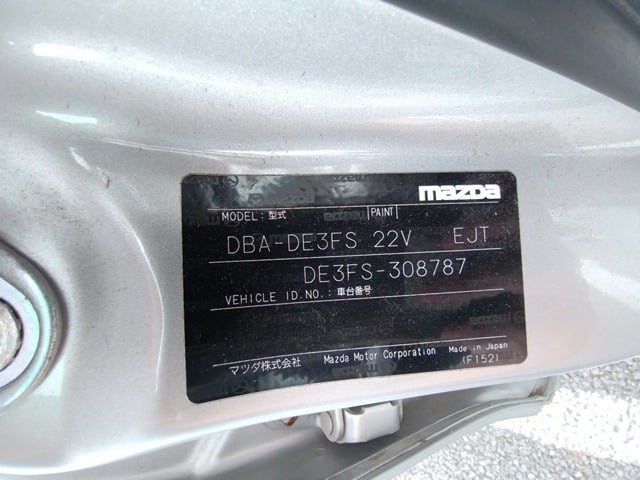 mazda
MODEL:型式 PAINT
DBA-DE3FS 22V EJT
DE3FS-308787
VEHICLE ID.NO.:車台番号
マツダ株式会社 Mazda Motor Corporation Made in Japan
(F152)